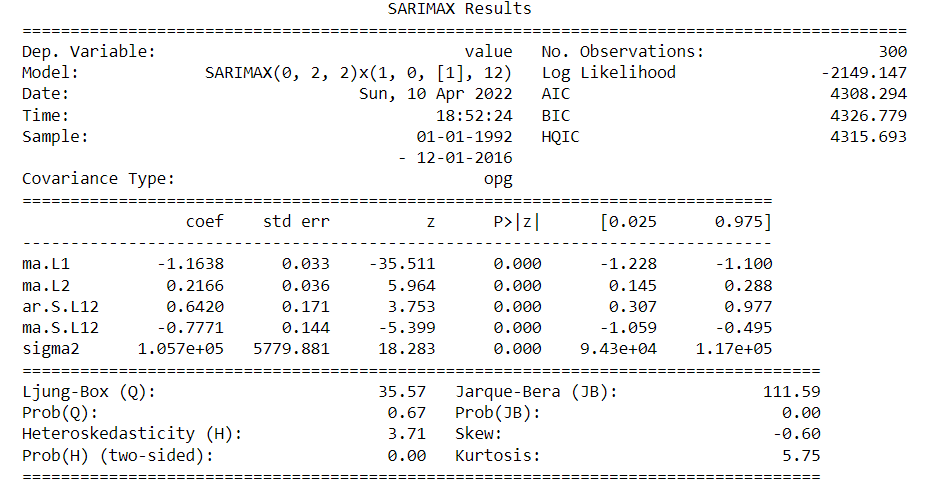 SARIMAX Results
==========================================================================================
Dep. Variable: value No. Observations: 300
Model: SARIMAX(0, 2, 2)x(1, 0, [1], 12) Log Likelihood -2149.147
Date: Sun, 10 Apr 2022 AIC 4308.294
Time: 18:52:24 BIC 4326.779
Sample: 01-01-1992 HQIC 4315.693
- 12-01-2016
Covariance Type: opg
==============================================================================
coef std err z P>|z| [0.025 0.975]
------------------------------------------------------------------------------
ma.L1 -1.1638 0.033 -35.511 0.000 -1.228 -1.100
ma.L2 0.2166 0.036 5.964 0.000 0.145 0.288
ar.S.L12 0.6420 0.171 3.753 0.000 0.307 0.977
ma.S.L12 -0.7771 0.144 -5.399 0.000 -1.059 -0.495
sigma2 1.057e+05 5779.881 18.283 0.000 9.43e+04 1.17e+05
===================================================================================
Ljung-Box (Q): 35.57 Jarque-Bera (JB): 111.59
Prob(Q): 0.67 Prob(JB): 0.00
Heteroskedasticity (H): 3.71 Skew: -0.60
Prob(H) (two-sided): 0.00 Kurtosis: 5.75
===================================================================================